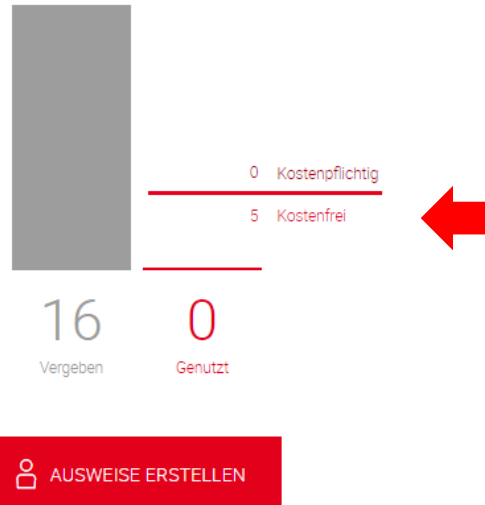 0 Kostenpflichtig
5 Kostenfrei
16 0
Vergeben Genutzt
AUSWEISE ERSTELLEN